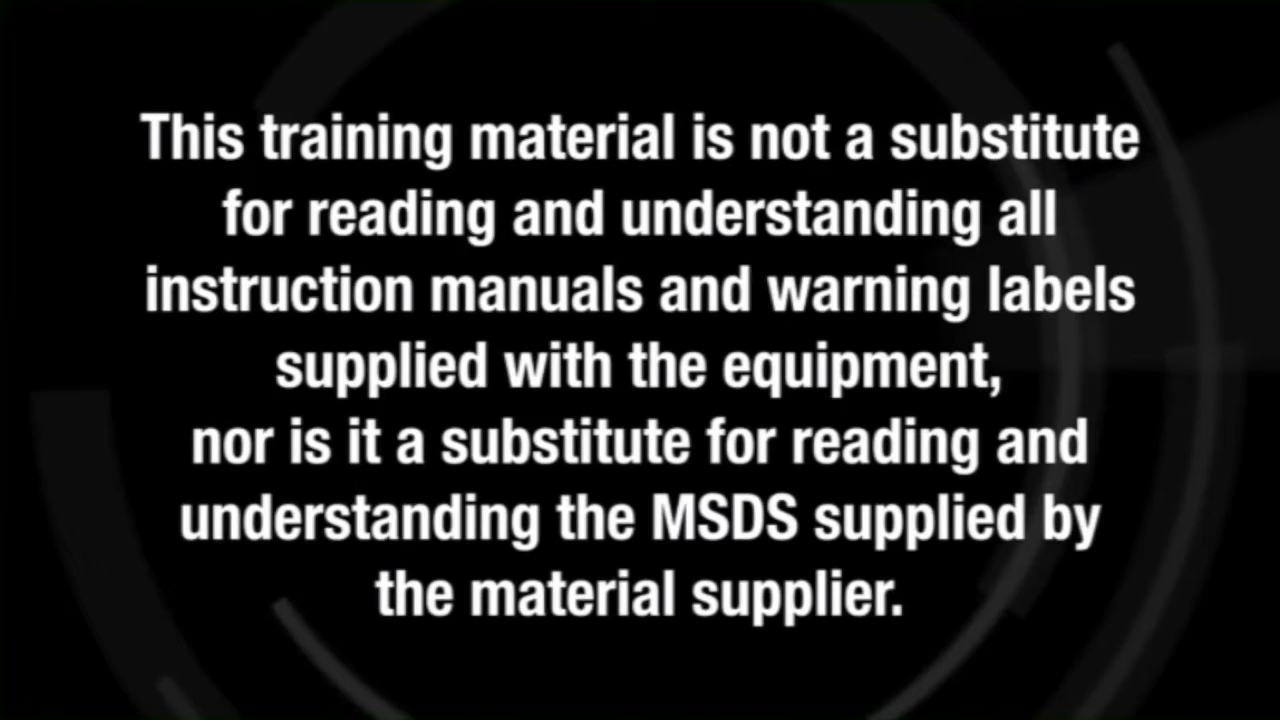 This training material is not a substitute
for reading and understanding all
instruction manuals and warning labels
supplied with the equipment,
nor is it a substitute for reading and
understanding the MSDS supplied by
the material supplier.